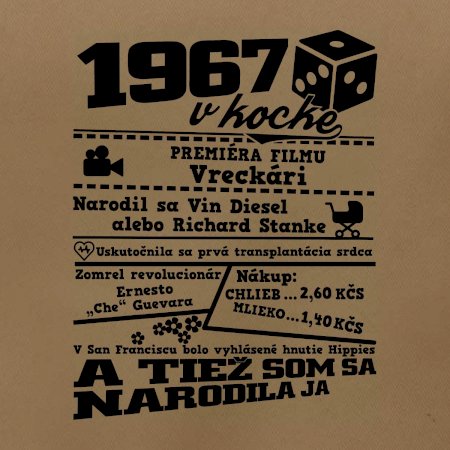 1967
v kocke
PREMIÉRA FILMU
Vreckári
Narodil sa Vin Diesel
alebo Richard Stanke
Uskutočnila sa prvá transplantácia srdca
Zomrel revolucionár
Ernesto
„Che“ Guevara
Nákup:
CHLIEB...2,60 KČS
MLIEKO...1,40 KČS
V San Franciscu bolo vyhlásené hnutie Hippies
A TIEŽ SOM SA
NARODILA JA